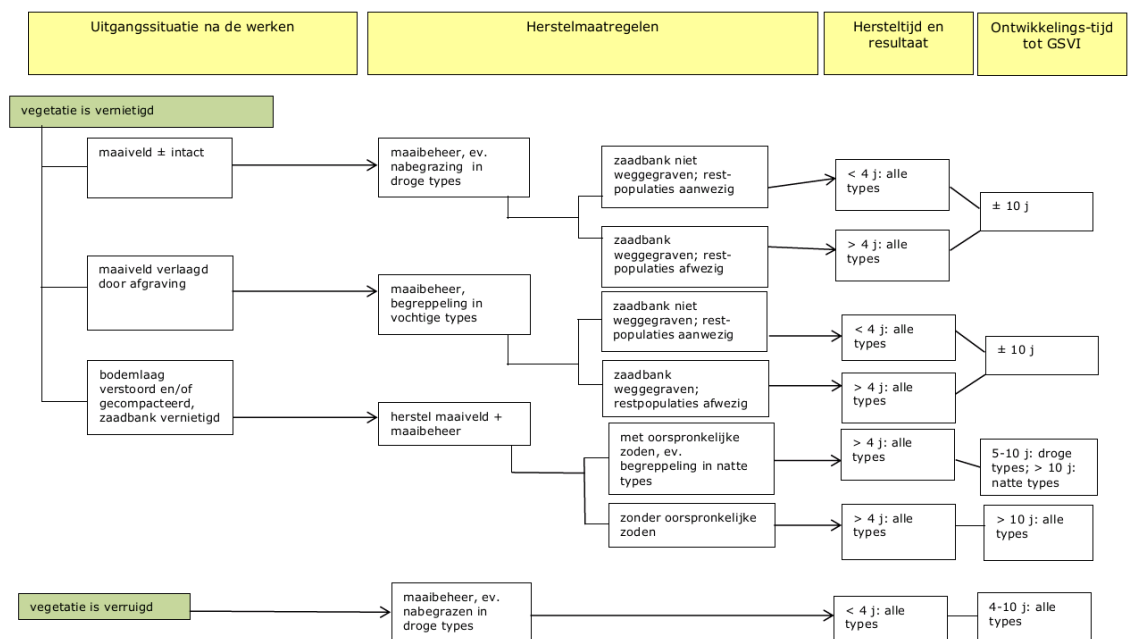 Uitgangssituatie na de werken
Herstelmaatregelen
Hersteltijd en
resultaat
Ontwikkelings-tijd
tot GSVI
vegetatie is vernietigd
maaiveld ± intact
maaibeheer, ev.
nabegrazing in
droge types
zaadbank niet
weggegraven; rest-
populaties aanwezig
< 4 j: alle
types
± 10 j
zaadbank
weggegraven; rest-
populaties afwezig
> 4 j: alle
types
maaiveld verlaagd
door afgraving
maaibeheer,
begreppeling in
vochtige types
zaadbank niet
weggegraven; rest-
populaties aanwezig
< 4 j: alle
types
± 10 j
zaadbank
weggegraven;
restpopulaties afwezig
> 4 j: alle
types
bodemlaag
verstoord en/of
gecompacteerd,
zaadbank vernietigd
herstel maaiveld +
maaibeheer
met oorspronkelijke
zoden, ev.
begreppeling in natte
types
> 4 j: alle
types
5-10 j: droge
types; > 10 j:
natte types
zonder oorspronkelijke
zoden
> 4 j: alle
types
> 10 j: alle
types
vegetatie is verruigd
maaibeheer, ev.
nabegrazen in
droge types
< 4 j: alle
types
4-10 j: alle
types